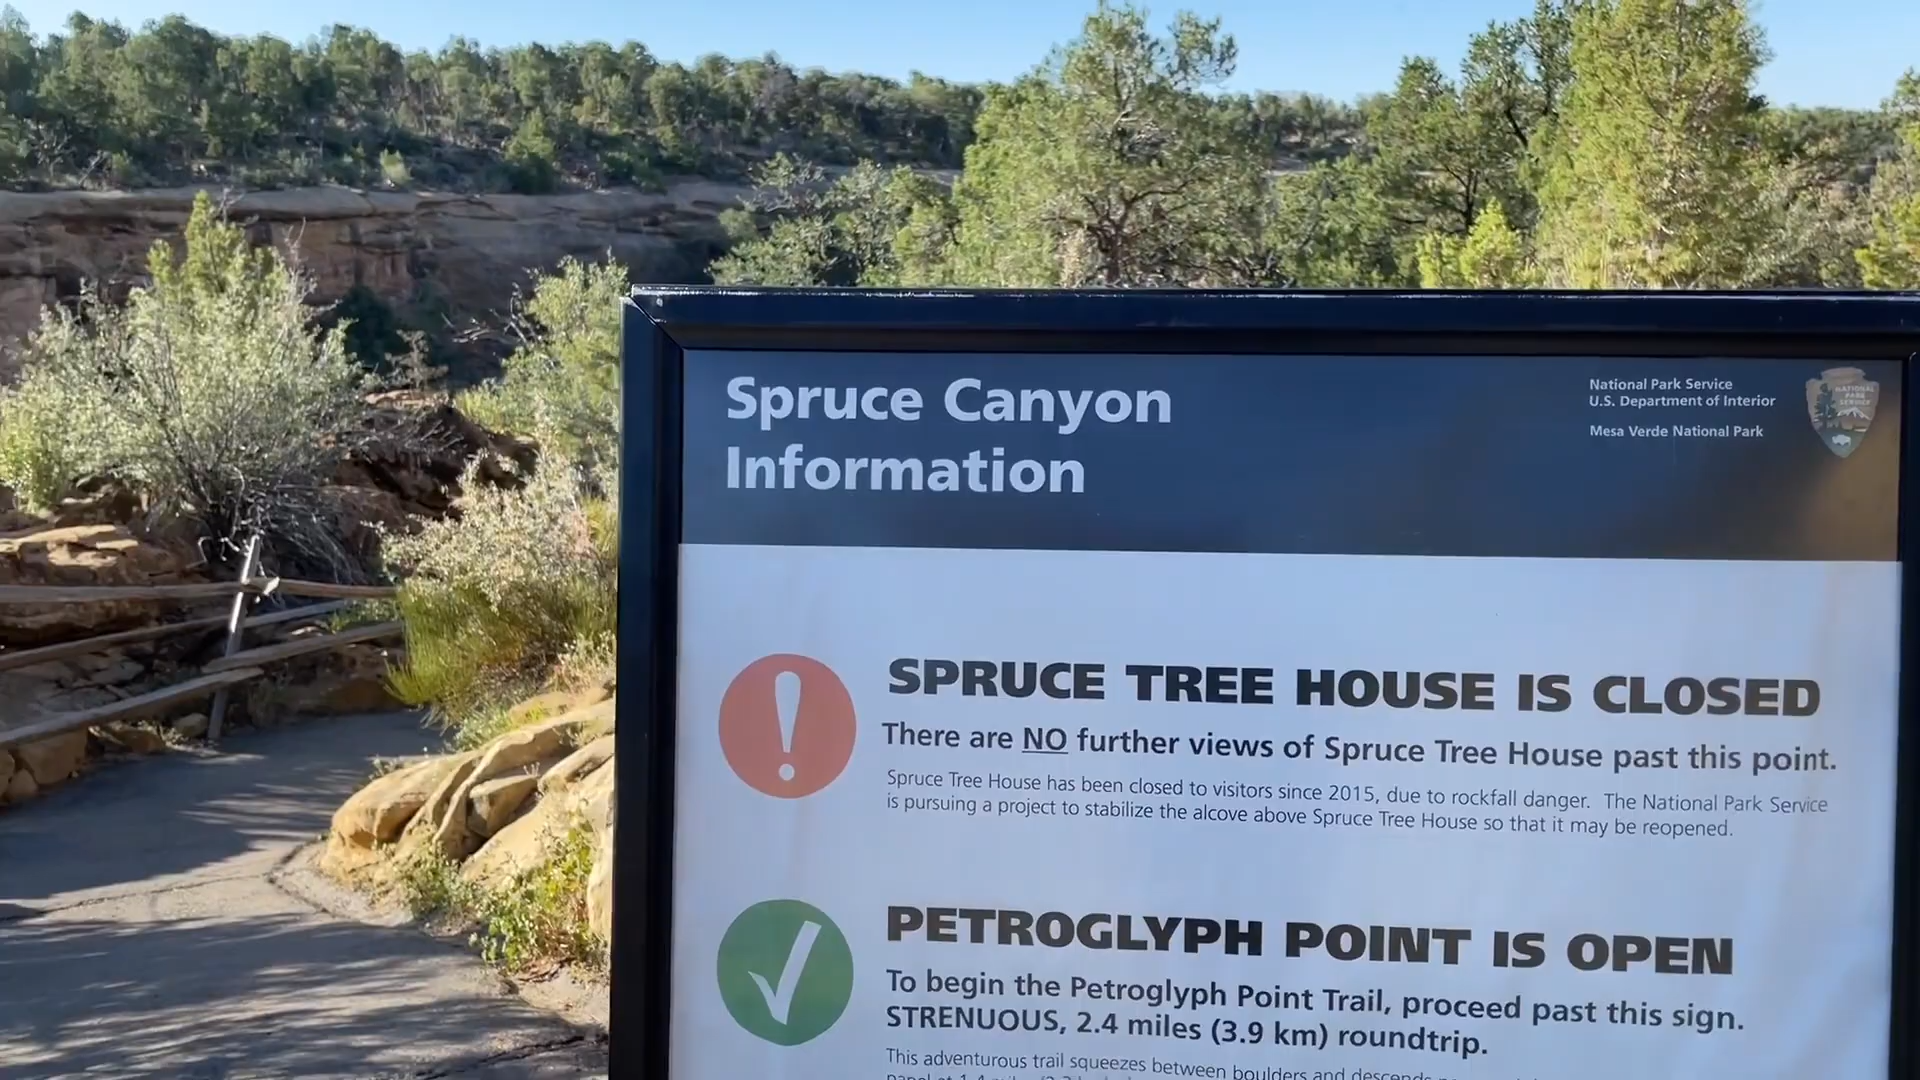 Spruce Canyon
Information
National Park Service
U.S. Department of Interior
Mesa Verde National Park
NATIONAL
PARK
SERVICE
SPRUCE TREE HOUSE IS CLOSED
There are NO further views of Spruce Tree House past this point.
Spruce Tree House has been closed to visitors since 2015, due to rockfall danger. The National Park Service
is pursuing a project to stabilize the alcove above Spruce Tree House so that it may be reopened.
PETROGLYPH POINT IS OPEN
To begin the Petroglyph Point Trail, proceed past this sign.
STRENUOUS, 2.4 miles (3.9 km) roundtrip.
This adventurous trail squeezes between boulders and descends